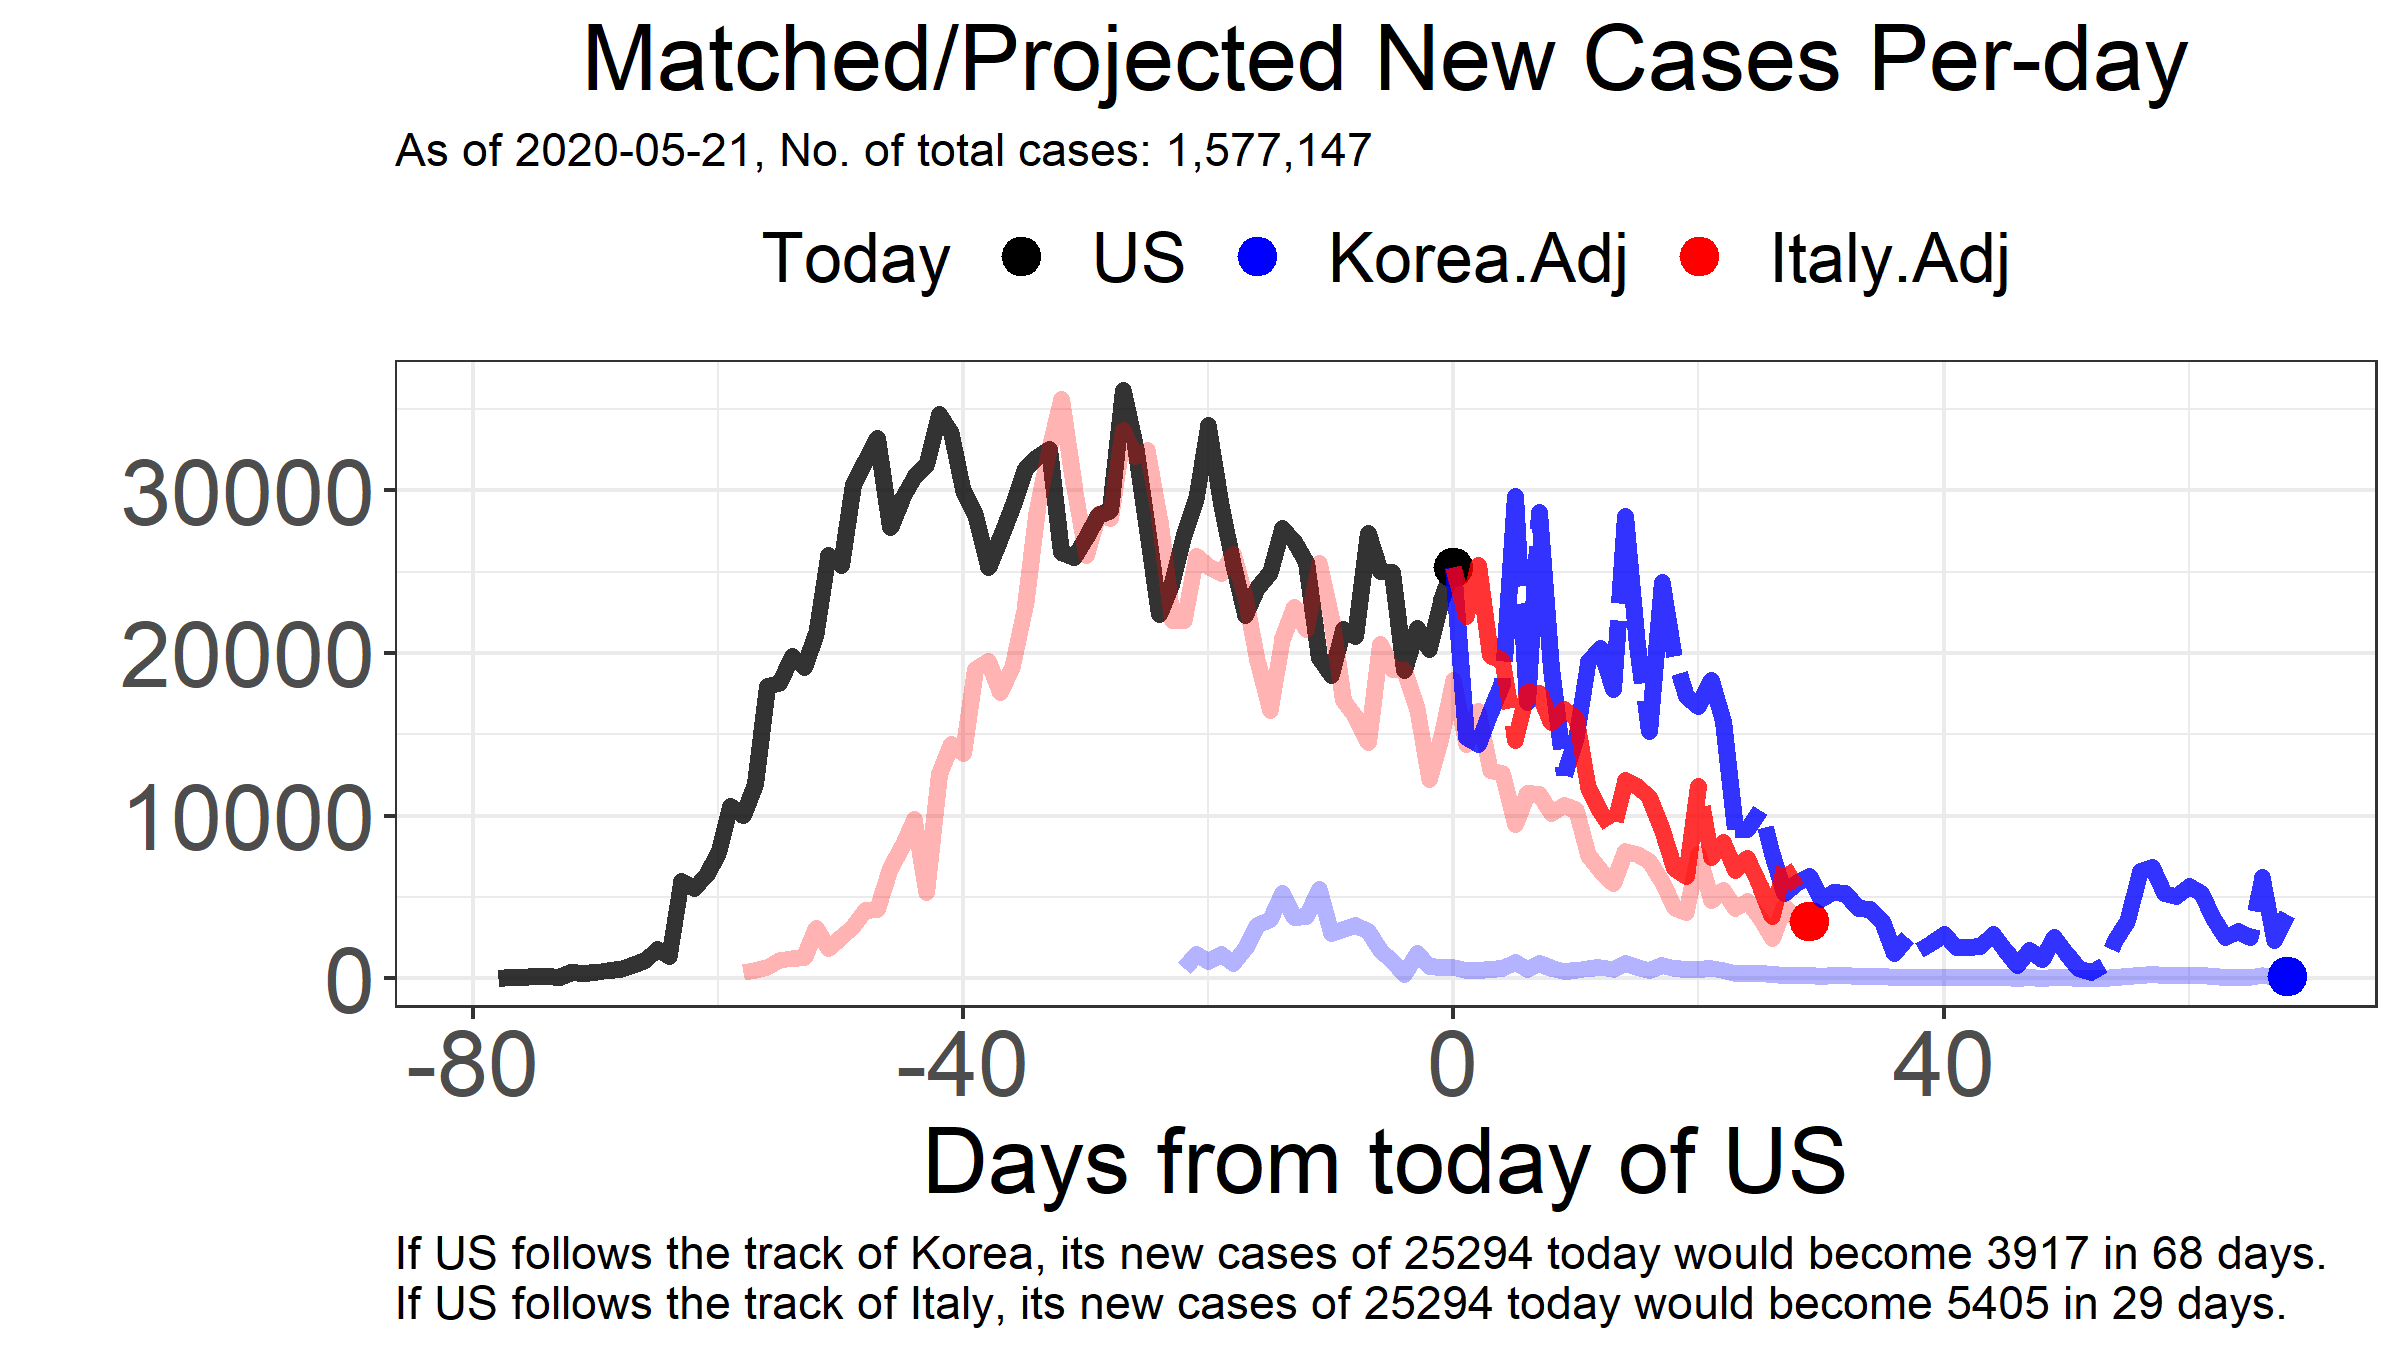 Matched/Projected New Cases Per-day
As of 2020-05-21, No. of total cases: 1,577,147
Today US Korea.Adj Italy.Adj
30000
20000
10000
0
-80 -40 0 40
Days from today of US
If US follows the track of Korea, its new cases of 25294 today would become 3917 in 68 days.
If US follows the track of Italy, its new cases of 25294 today would become 5405 in 29 days.